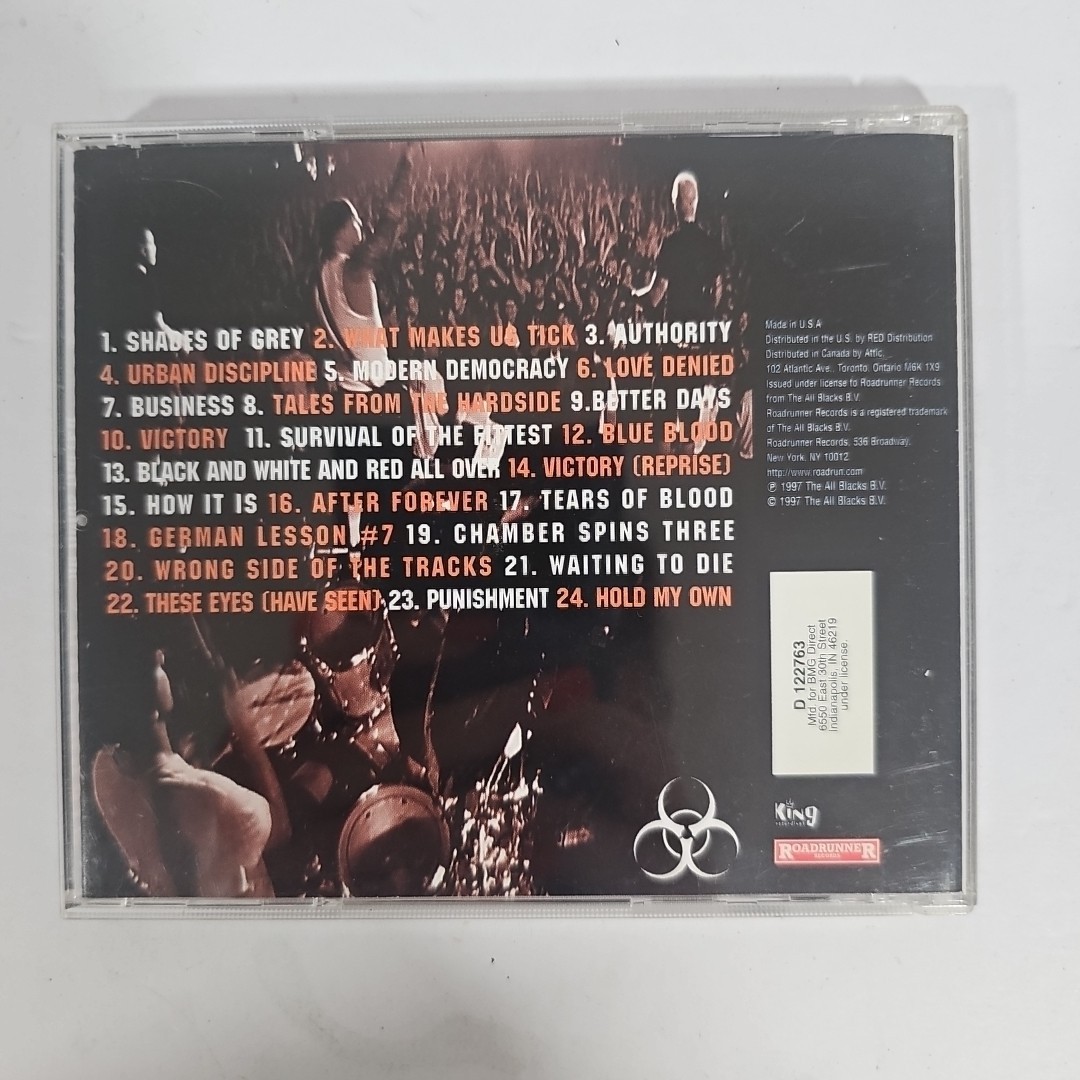 1. SHADES OF GREY 2. WHAT MAKES US TICK 3. AUTHORITY
4. URBAN DISCIPLINE 5. MODERN DEMOCRACY 6. LOVE DENIED
7. BUSINESS 8. TALES FROM THE HARDSIDE 9.BETTER DAYS
10. VICTORY 11. SURVIVAL OF THE FITTEST 12. BLUE BLOOD
13. BLACK AND WHITE AND RED ALL OVER 14. VICTORY (REPRISE)
15. HOW IT IS 16. AFTER FOREVER 17. TEARS OF BLOOD
18. GERMAN LESSON #7 19. CHAMBER SPINS THREE
20. WRONG SIDE OF THE TRACKS 21. WAITING TO DIE
22. THESE EYES (HAVE SEEN) 23. PUNISHMENT 24. HOLD MY OWN
Made in U.S.A
Distributed in the U.S. by RED Distribution
Distributed in Canada by Attic,
102 Atlantic Ave., Toronto, Ontario M6K 1X9
Issued under license to Roadrunner Records
from The All Blacks B.V.
Roadrunner Records is a registered trademark
of The All Blacks B.V.
Roadrunner Records, 536 Broadway,
New York, NY 10012
http://www.roadrun.com
℗ 1997 The All Blacks B.V.
© 1997 The All Blacks B.V.
D 122763
Mfd. for BMG Direct
6550 East 30th Street
Indianapolis, IN 46219
under license.
King
ROADRUNNER
RECORDS